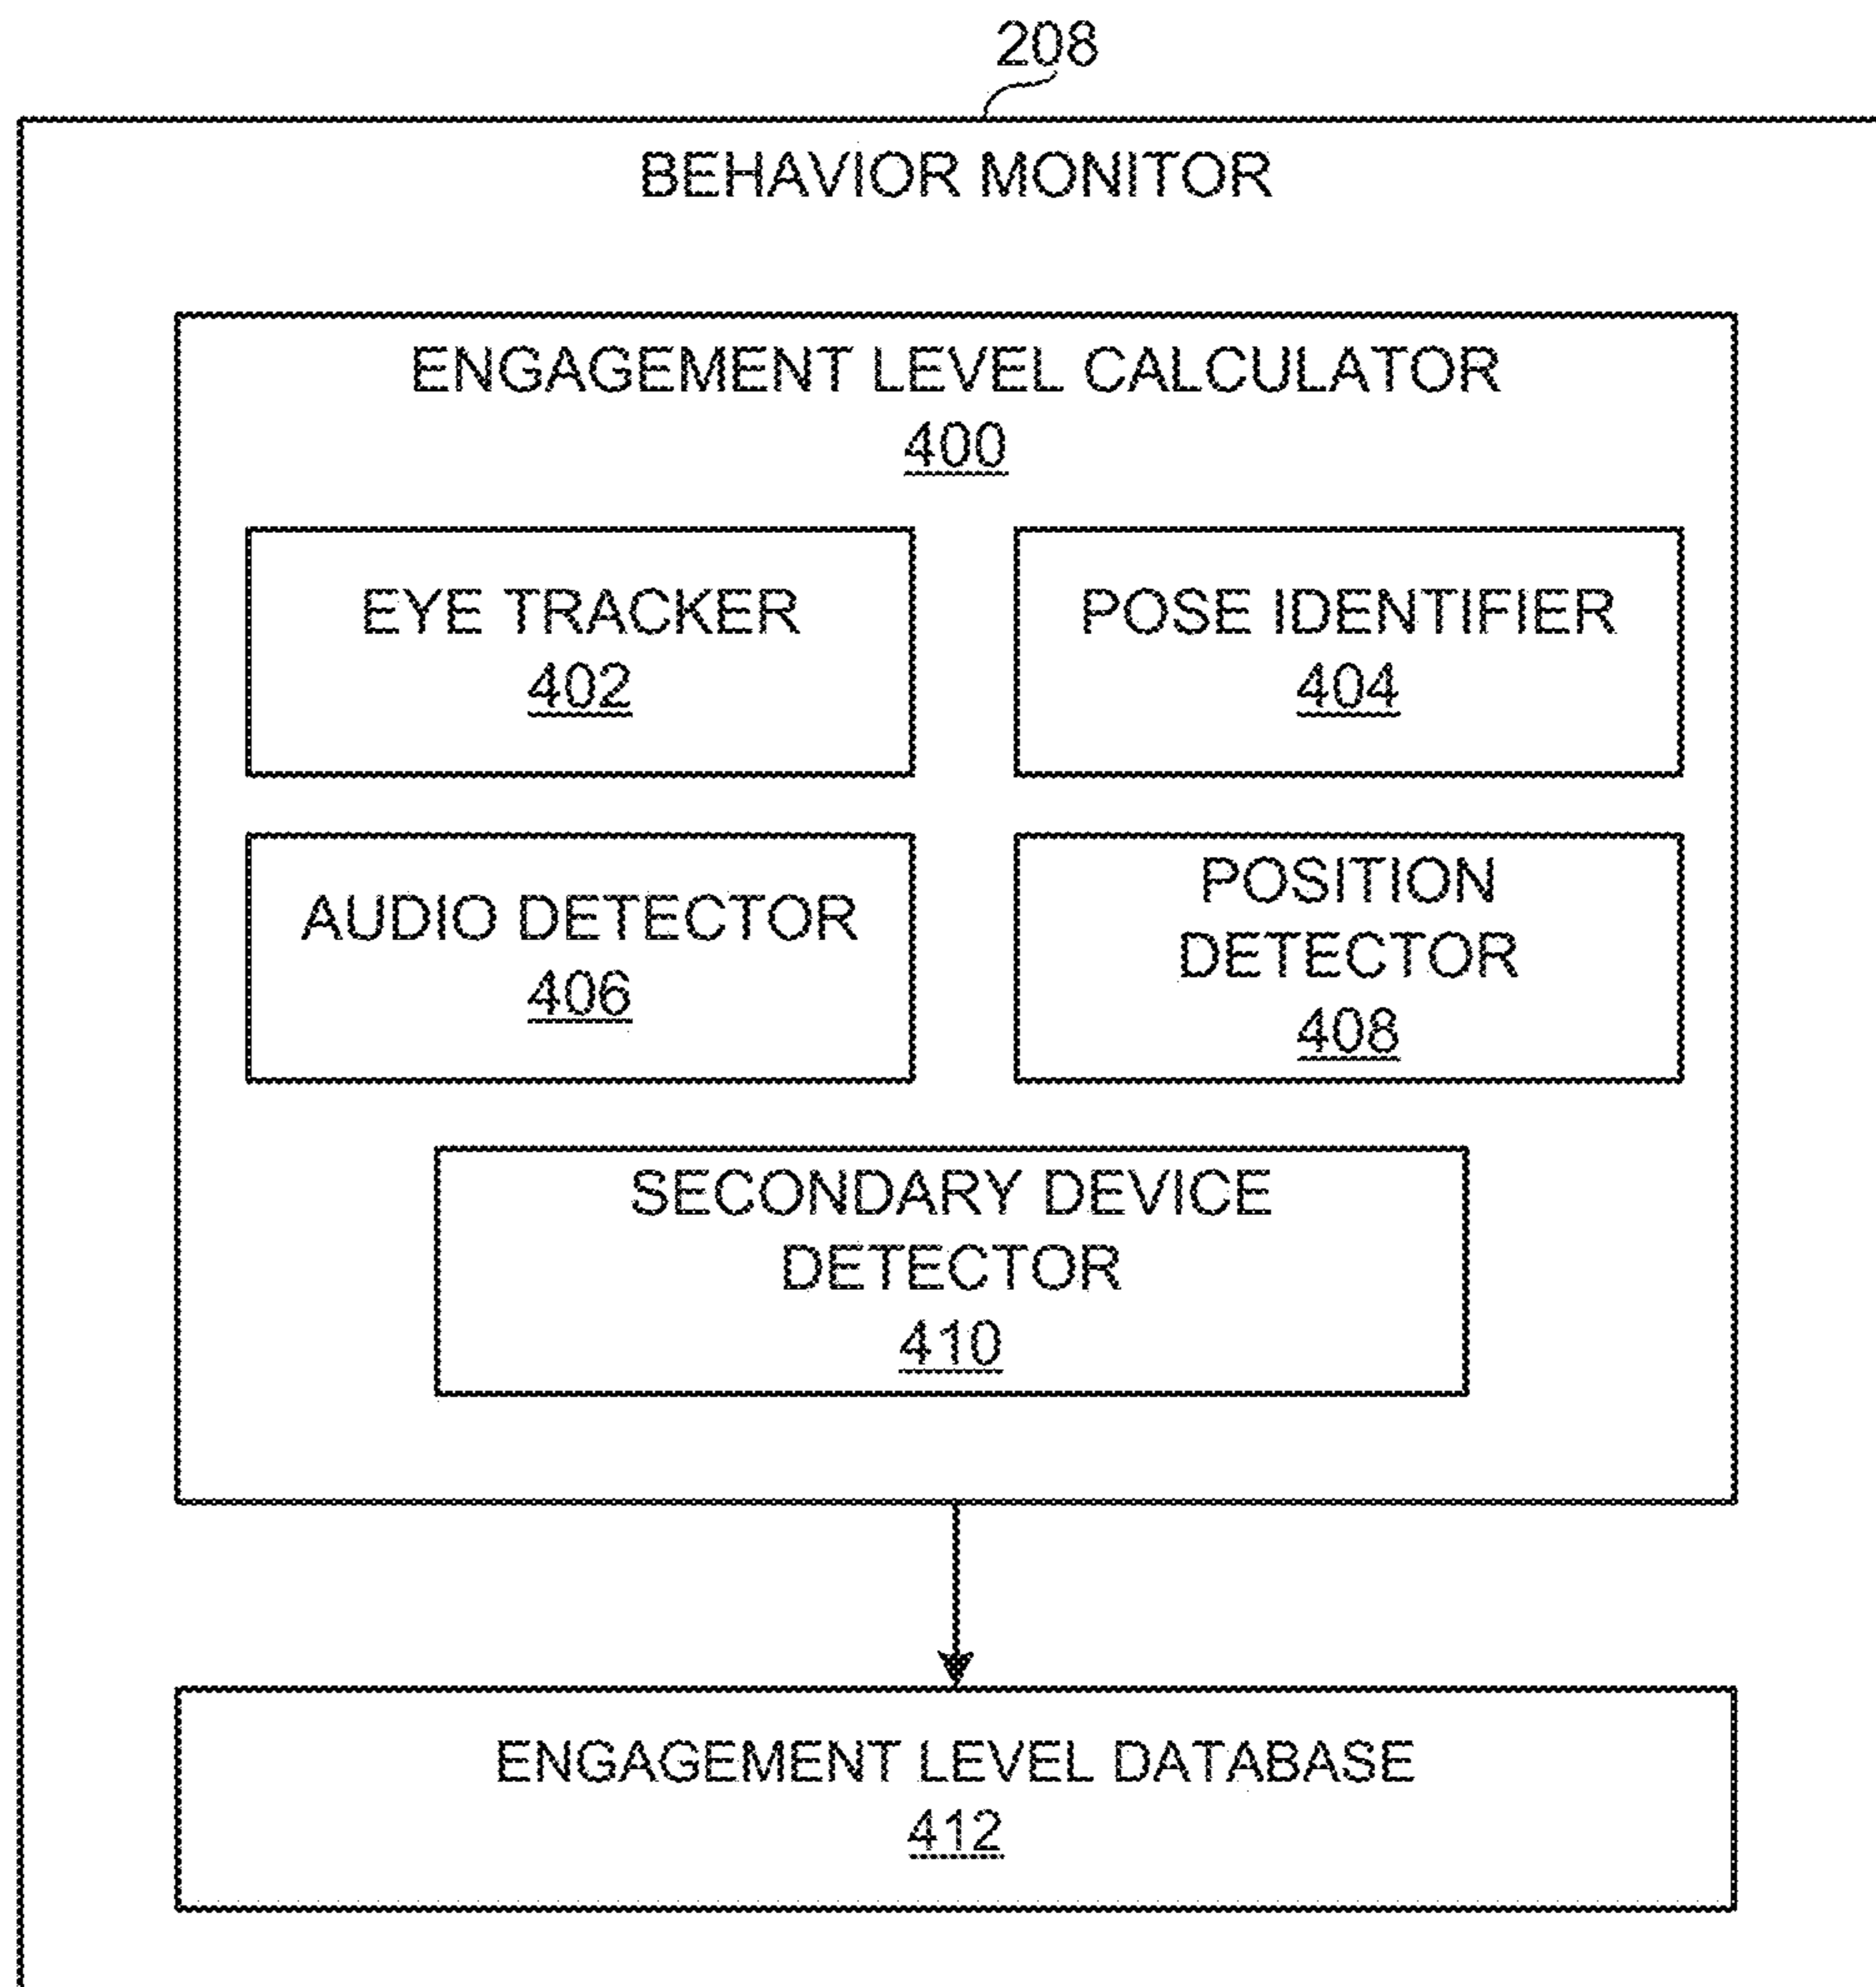 208
BEHAVIOR MONITOR
ENGAGEMENT LEVEL CALCULATOR
400
EYE TRACKER
402
POSE IDENTIFIER
404
AUDIO DETECTOR
406
POSITION
DETECTOR
408
SECONDARY DEVICE
DETECTOR
410
ENGAGEMENT LEVEL DATABASE
412